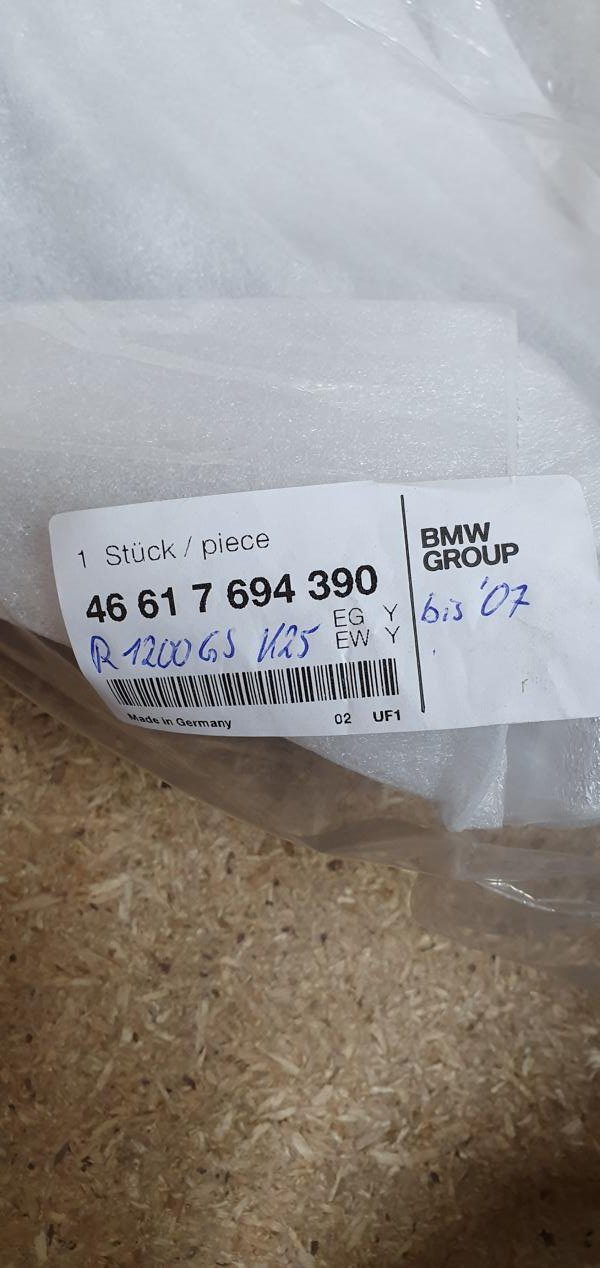 1 Stück / piece
46 61 7 694 390
EG Y
R 1200 GS K25
EW Y
Made in Germany
02 UF1
BMW
GROUP
bis '07